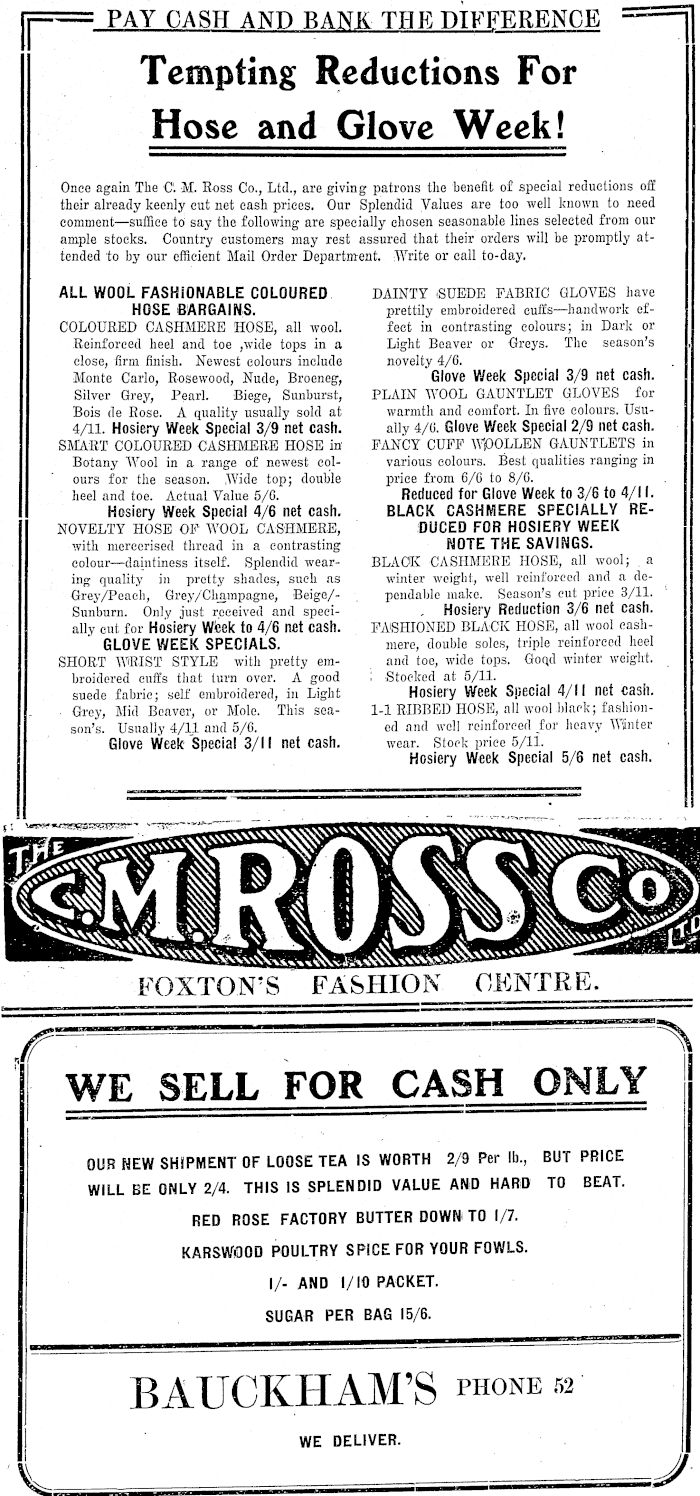 PAY CASH AND BANK THE DIFFERENCE
Tempting Reductions For
Hose and Glove Week!
Once again The C. M. Ross Co., Ltd., are giving patrons the benefit of special reductions off
their already keenly cut net cash prices. Our Splendid Values are too well known to need
comment—suffice to say the following are specially chosen seasonable lines selected from our
ample stocks. Country customers may rest assured that their orders will be promptly at-
tended to by our efficient Mail Order Department. Write or call to-day.
ALL WOOL FASHIONABLE COLOURED
HOSE BARGAINS.
COLOURED CASHMERE HOSE, all wool.
Reinforced heel and toe ,wide tops in a
close, firm finish. Newest colours include
Monte Carlo, Rosewood, Nude, Broeneg,
Silver Grey, Pearl. Biege, Sunburst,
Bois de Rose. A quality usually sold at
4/11. Hosiery Week Special 3/9 net cash.
SMART COLOURED CASHMERE HOSE in
Botany Wool in a range of newest col-
ours for the season. Wide top; double
heel and toe. Actual Value 5/6.
Hosiery Week Special 4/6 net cash.
NOVELTY HOSE OF WOOL CASHMERE,
with mercerised thread in a contrasting
colour—daintiness itself. Splendid wear-
ing quality in pretty shades, such as
Grey/Peach, Grey/Champagne, Beige/-
Sunburn. Only just received and speci-
ally cut for Hosiery Week to 4/6 net cash.
GLOVE WEEK SPECIALS.
SHORT WRIST STYLE with pretty em-
broidered cuffs that turn over. A good
suede fabric; self embroidered, in Light
Grey, Mid Beaver, or Mole. This sea-
son's. Usually 4/11 and 5/6.
Glove Week Special 3/11 net cash.
DAINTY SUEDE FABRIC GLOVES have
prettily embroidered cuffs—handwork ef-
fect in contrasting colours; in Dark or
Light Beaver or Greys. The season's
novelty 4/6.
Glove Week Special 3/9 net cash.
PLAIN WOOL GAUNTLET GLOVES for
warmth and comfort. In five colours. Usu-
ally 4/6. Glove Week Special 2/9 net cash.
FANCY CUFF WOOLLEN GAUNTLETS in
various colours. Best qualities ranging in
price from 6/6 to 8/6.
Reduced for Glove Week to 3/6 to 4/11.
BLACK CASHMERE SPECIALLY RE-
DUCED FOR HOSIERY WEEK
NOTE THE SAVINGS.
BLACK CASHMERE HOSE, all wool; a
winter weight, well reinforced and a de-
pendable make. Season's cut price 3/11.
Hosiery Reduction 3/6 net cash.
FASHIONED BLACK HOSE, all wool cash-
mere, double soles, triple reinforced heel
and toe, wide tops. Good winter weight.
Stocked at 5/11.
Hosiery Week Special 4/11 net cash.
1-1 RIBBED HOSE, all wool black; fashion-
ed and well reinforced for heavy Winter
wear. Stock price 5/11.
Hosiery Week Special 5/6 net cash.
THE C.M. ROSS Co LTD
FOXTON'S FASHION CENTRE.
WE SELL FOR CASH ONLY
OUR NEW SHIPMENT OF LOOSE TEA IS WORTH 2/9 Per lb., BUT PRICE
WILL BE ONLY 2/4. THIS IS SPLENDID VALUE AND HARD TO BEAT.
RED ROSE FACTORY BUTTER DOWN TO 1/7.
KARSWOOD POULTRY SPICE FOR YOUR FOWLS.
1/- AND 1/10 PACKET.
SUGAR PER BAG 15/6.
BAUCKHAM'S PHONE 52
WE DELIVER.